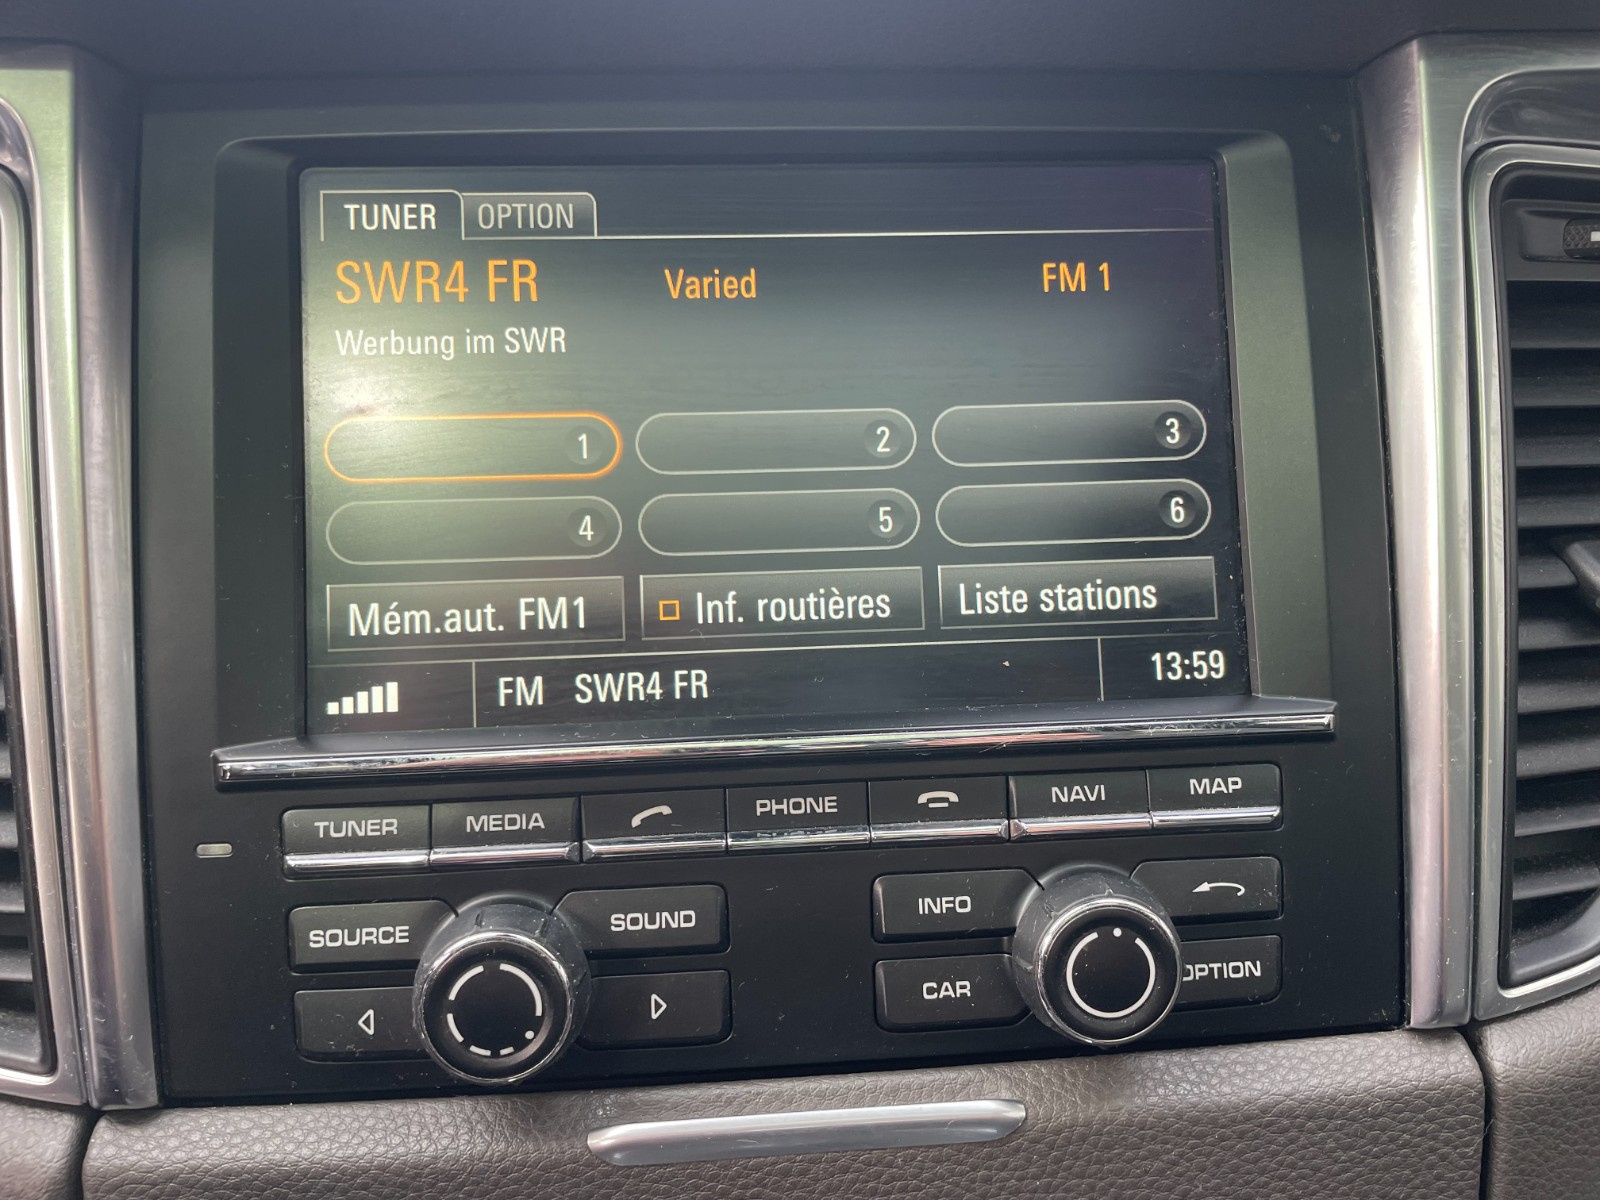 TUNER OPTION
SWR4 FR Varied FM 1
Werbung im SWR
1 2 3
4 5 6
Mém.aut. FM1 Inf. routières Liste stations
FM SWR4 FR 13:59
TUNER MEDIA PHONE NAVI MAP
SOURCE SOUND INFO
CAR OPTION